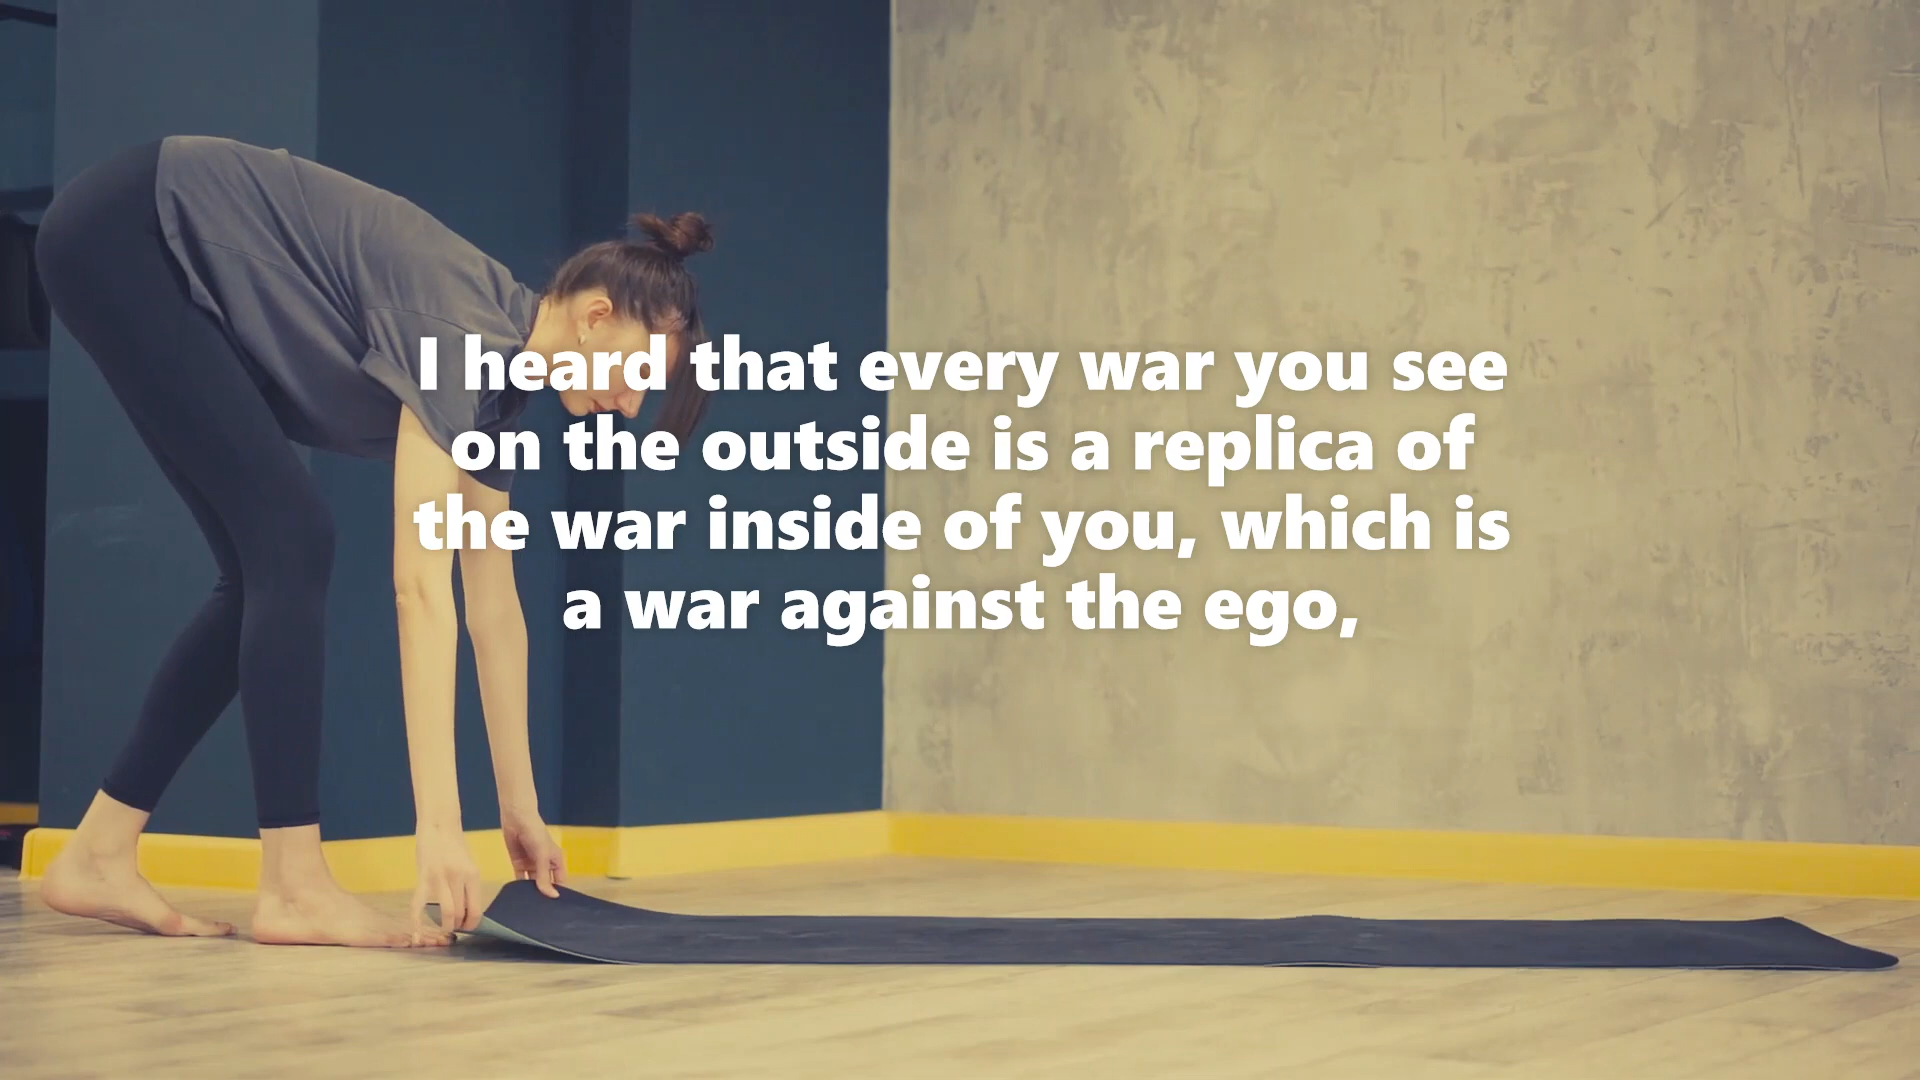 I heard that every war you see
on the outside is a replica of
the war inside of you, which is
a war against the ego,